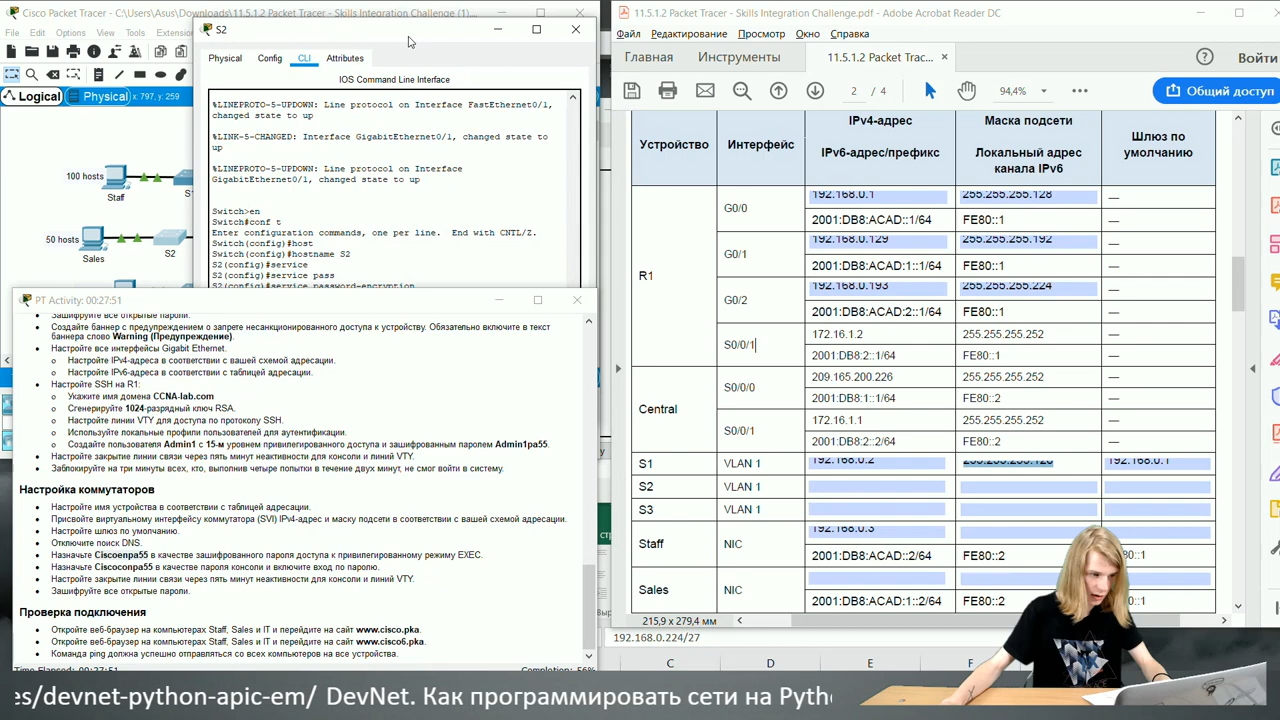 Cisco Packet Tracer - C:\Users\Asus\Downloads\11.5.1.2 Packet Tracer - Skills Integration Challenge (1)....
File Edit Options View Tools Extension
Logical Physical x: 797, y: 259
100 hosts
Staff
50 hosts
Sales
S2
S2
Physical Config CLI Attributes
IOS Command Line Interface
%LINEPROTO-5-UPDOWN: Line protocol on Interface FastEthernet0/1,
changed state to up
%LINK-5-CHANGED: Interface GigabitEthernet0/1, changed state to
up
%LINEPROTO-5-UPDOWN: Line protocol on Interface
GigabitEthernet0/1, changed state to up
Switch>en
Switch#conf t
Enter configuration commands, one per line. End with CNTL/Z.
Switch(config)#host
Switch(config)#hostname S2
S2(config)#service
S2(config)#service pass
S2(config)#service password-encryption
PT Activity: 00:27:51
Зашифруйте все открытые пароли.
Создайте баннер с предупреждением о запрете несанкционированного доступа к устройству. Обязательно включите в текст
баннера слово Warning (Предупреждение).
Настройте все интерфейсы Gigabit Ethernet.
Настройте IPv4-адреса в соответствии с вашей схемой адресации.
Настройте IPv6-адреса в соответствии с таблицей адресации.
Настройте SSH на R1:
Укажите имя домена CCNA-lab.com
Сгенерируйте 1024-разрядный ключ RSA.
Настройте линии VTY для доступа по протоколу SSH.
Используйте локальные профили пользователей для аутентификации.
Создайте пользователя Admin1 с 15-м уровнем привилегированного доступа и зашифрованным паролем Admin1pa55.
Настройте закрытие линии связи через пять минут неактивности для консоли и линий VTY.
Заблокируйте на три минуты всех, кто, выполнив четыре попытки в течение двух минут, не смог войти в систему.
Настройка коммутаторов
Настройте имя устройства в соответствии с таблицей адресации.
Присвойте виртуальному интерфейсу коммутатора (SVI) IPv4-адрес и маску подсети в соответствии с вашей схемой адресации.
Настройте шлюз по умолчанию.
Отключите поиск DNS.
Назначьте Ciscoenpa55 в качестве зашифрованного пароля доступа к привилегированному режиму EXEC.
Назначьте Ciscoconpa55 в качестве пароля консоли и включите вход по паролю.
Настройте закрытие линии связи через пять минут неактивности для консоли и линий VTY.
Зашифруйте все открытые пароли.
Проверка подключения
Откройте веб-браузер на компьютерах Staff, Sales и IT и перейдите на сайт www.cisco.pka.
Откройте веб-браузер на компьютерах Staff, Sales и IT и перейдите на сайт www.cisco6.pka.
Команда ping должна успешно отправляться со всех компьютеров на все устройства.
Time Elapsed: 00:27:51 Completion: 56%
11.5.1.2 Packet Tracer - Skills Integration Challenge.pdf - Adobe Acrobat Reader DC
Файл Редактирование Просмотр Окно Справка
Главная Инструменты 11.5.1.2 Packet Trac... Войти
2 / 4 94,4% Общий доступ
Устройство Интерфейс IPv4-адрес Маска подсети Шлюз по
умолчанию
IPv6-адрес/префикс Локальный адрес
канала IPv6
R1 G0/0 192.168.0.1 255.255.255.128 —
2001:DB8:ACAD::1/64 FE80::1 —
G0/1 192.168.0.129 255.255.255.192 —
2001:DB8:ACAD:1::1/64 FE80::1 —
G0/2 192.168.0.193 255.255.255.224 —
2001:DB8:ACAD:2::1/64 FE80::1 —
S0/0/1 172.16.1.2 255.255.255.252 —
2001:DB8:2::1/64 FE80::1 —
Central S0/0/0 209.165.200.226 255.255.255.252 —
2001:DB8:1::1/64 FE80::2 —
S0/0/1 172.16.1.1 255.255.255.252 —
2001:DB8:2::2/64 FE80::2 —
S1 VLAN 1 192.168.0.2 255.255.255.128 192.168.0.1
S2 VLAN 1
S3 VLAN 1
Staff NIC 192.168.0.3
2001:DB8:ACAD::2/64 FE80::2
Sales NIC
2001:DB8:ACAD:1::2/64 FE80::2
215,9 x 279,4 мм
192.168.0.224/27
C D E F
es/devnet-python-apic-em/ DevNet. Как программировать сети на Pytho